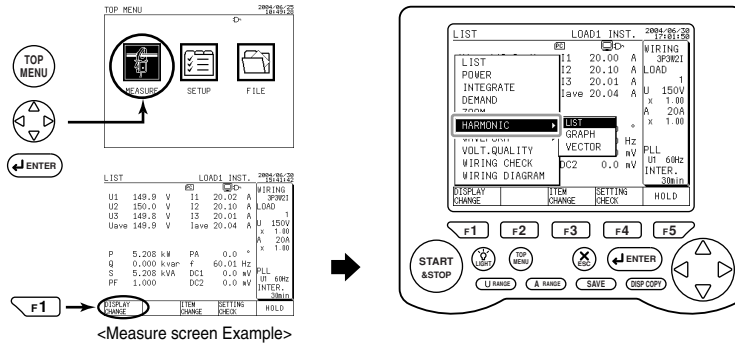 TOP MENU 2004/06/25
10:49:28
TOP
MENU
MEASURE SETUP FILE
ENTER
LIST LOAD1 INST. 2004/06/30
15:41:42
PC
WIRING
3P3W2I
U1 149.9 V I1 20.02 A
U2 150.0 V I2 20.10 A LOAD
U3 149.8 V I3 20.01 A 1
Uave 149.9 V Iave 20.04 A U 150V
x 1.00
A 20A
x 1.00
P 5.208 kW PA 0.0 °
Q 0.000 kvar f 60.01 Hz
S 5.208 kVA DC1 0.0 mV PLL
PF 1.000 DC2 0.0 mV U1 60Hz
INTER.
30min
F1
DISPLAY CHANGE ITEM CHANGE SETTING CHECK HOLD
<Measure screen Example>
LIST LOAD1 INST. 2004/06/30
17:01:50
PC
WIRING
3P3W2I
LIST I1 20.00 A
POWER I2 20.10 A LOAD
INTEGRATE I3 20.01 A 1
DEMAND Iave 20.04 A U 150V
x 1.00
A 20A
x 1.00
HARMONIC LIST °
GRAPH Hz
VECTOR mV
VOLT.QUALITY PLL
WIRING CHECK DC2 0.0 mV U1 60Hz
WIRING DIAGRAM INTER.
30min
DISPLAY CHANGE ITEM CHANGE SETTING CHECK HOLD
F1 F2 F3 F4 F5
START
&STOP
LIGHT
TOP
MENU
ESC
ENTER
U RANGE A RANGE SAVE DISP COPY